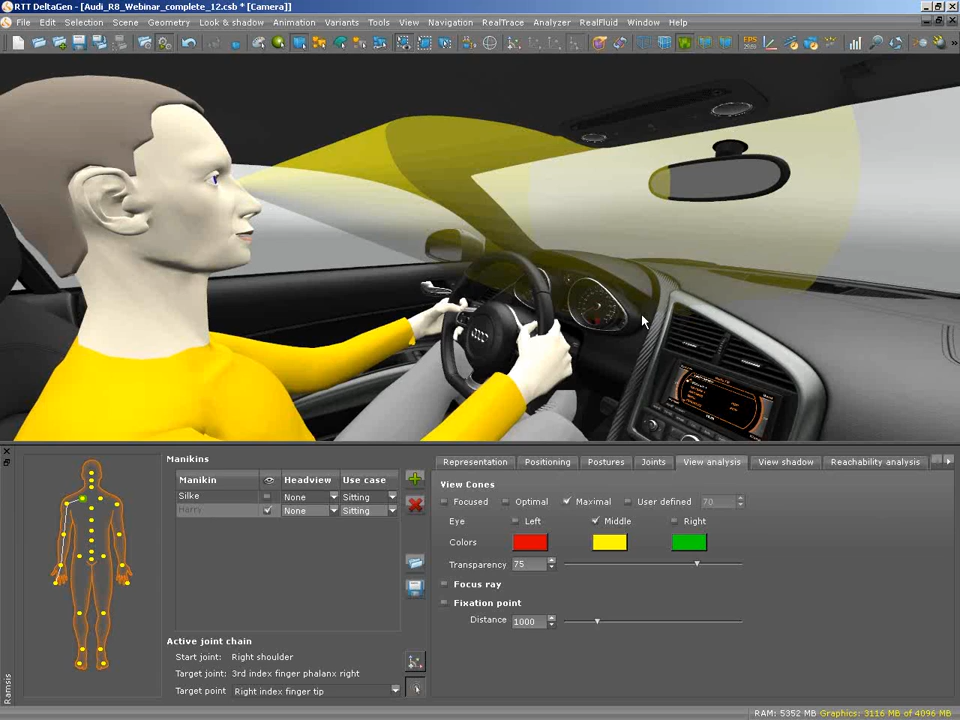 RTT DeltaGen - Audi_R8_Webinar_complete_12.csb * [Camera]]
File Edit Selection Scene Geometry Shading & Look Animation Variants Tools View Navigation RealTrace Analyzer RealFluid Window Help
FPS
Manikins
Manikin Headview Use case
Silke None Sitting
Harry None Sitting
Active joint chain
Start joint: Right shoulder
Target joint: 3rd index finger phalanx right
Target point Right index finger tip
Ramsis
Representation Positioning Postures Joints View analysis View shadow Reachability analysis
View Cones
Focused Optimal Maximal User defined 70
Eye Left Middle Right
Colors
Transparency 75
Focus ray
Fixation point
Distance 1000
RAM: 5352 MB Graphics: 3116 MB of 4096 MB